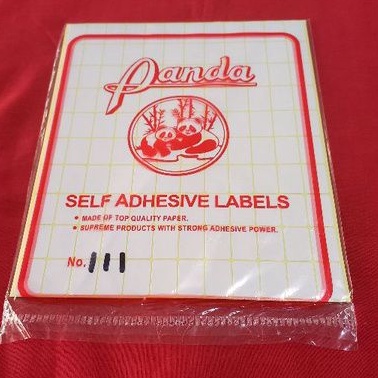 Panda
SELF ADHESIVE LABELS
• MADE OF TOP QUALITY PAPER.
• SUPREME PRODUCTS WITH STRONG ADHESIVE POWER.
No. 111